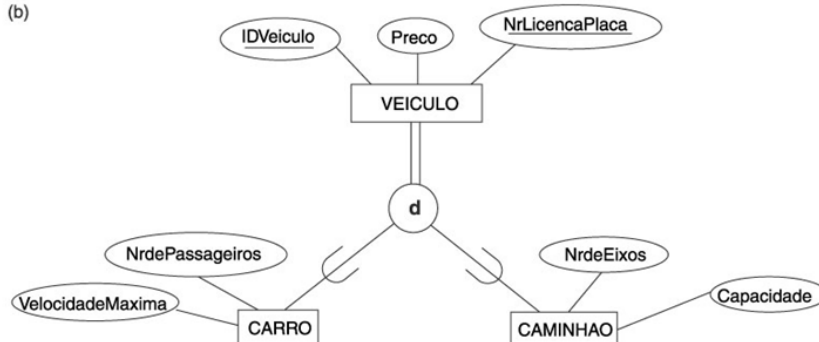 (b)
IDVeiculo
Preco
NrLicencaPlaca
VEICULO
d
NrdePassageiros
NrdeEixos
VelocidadeMaxima
Capacidade
CARRO
CAMINHAO